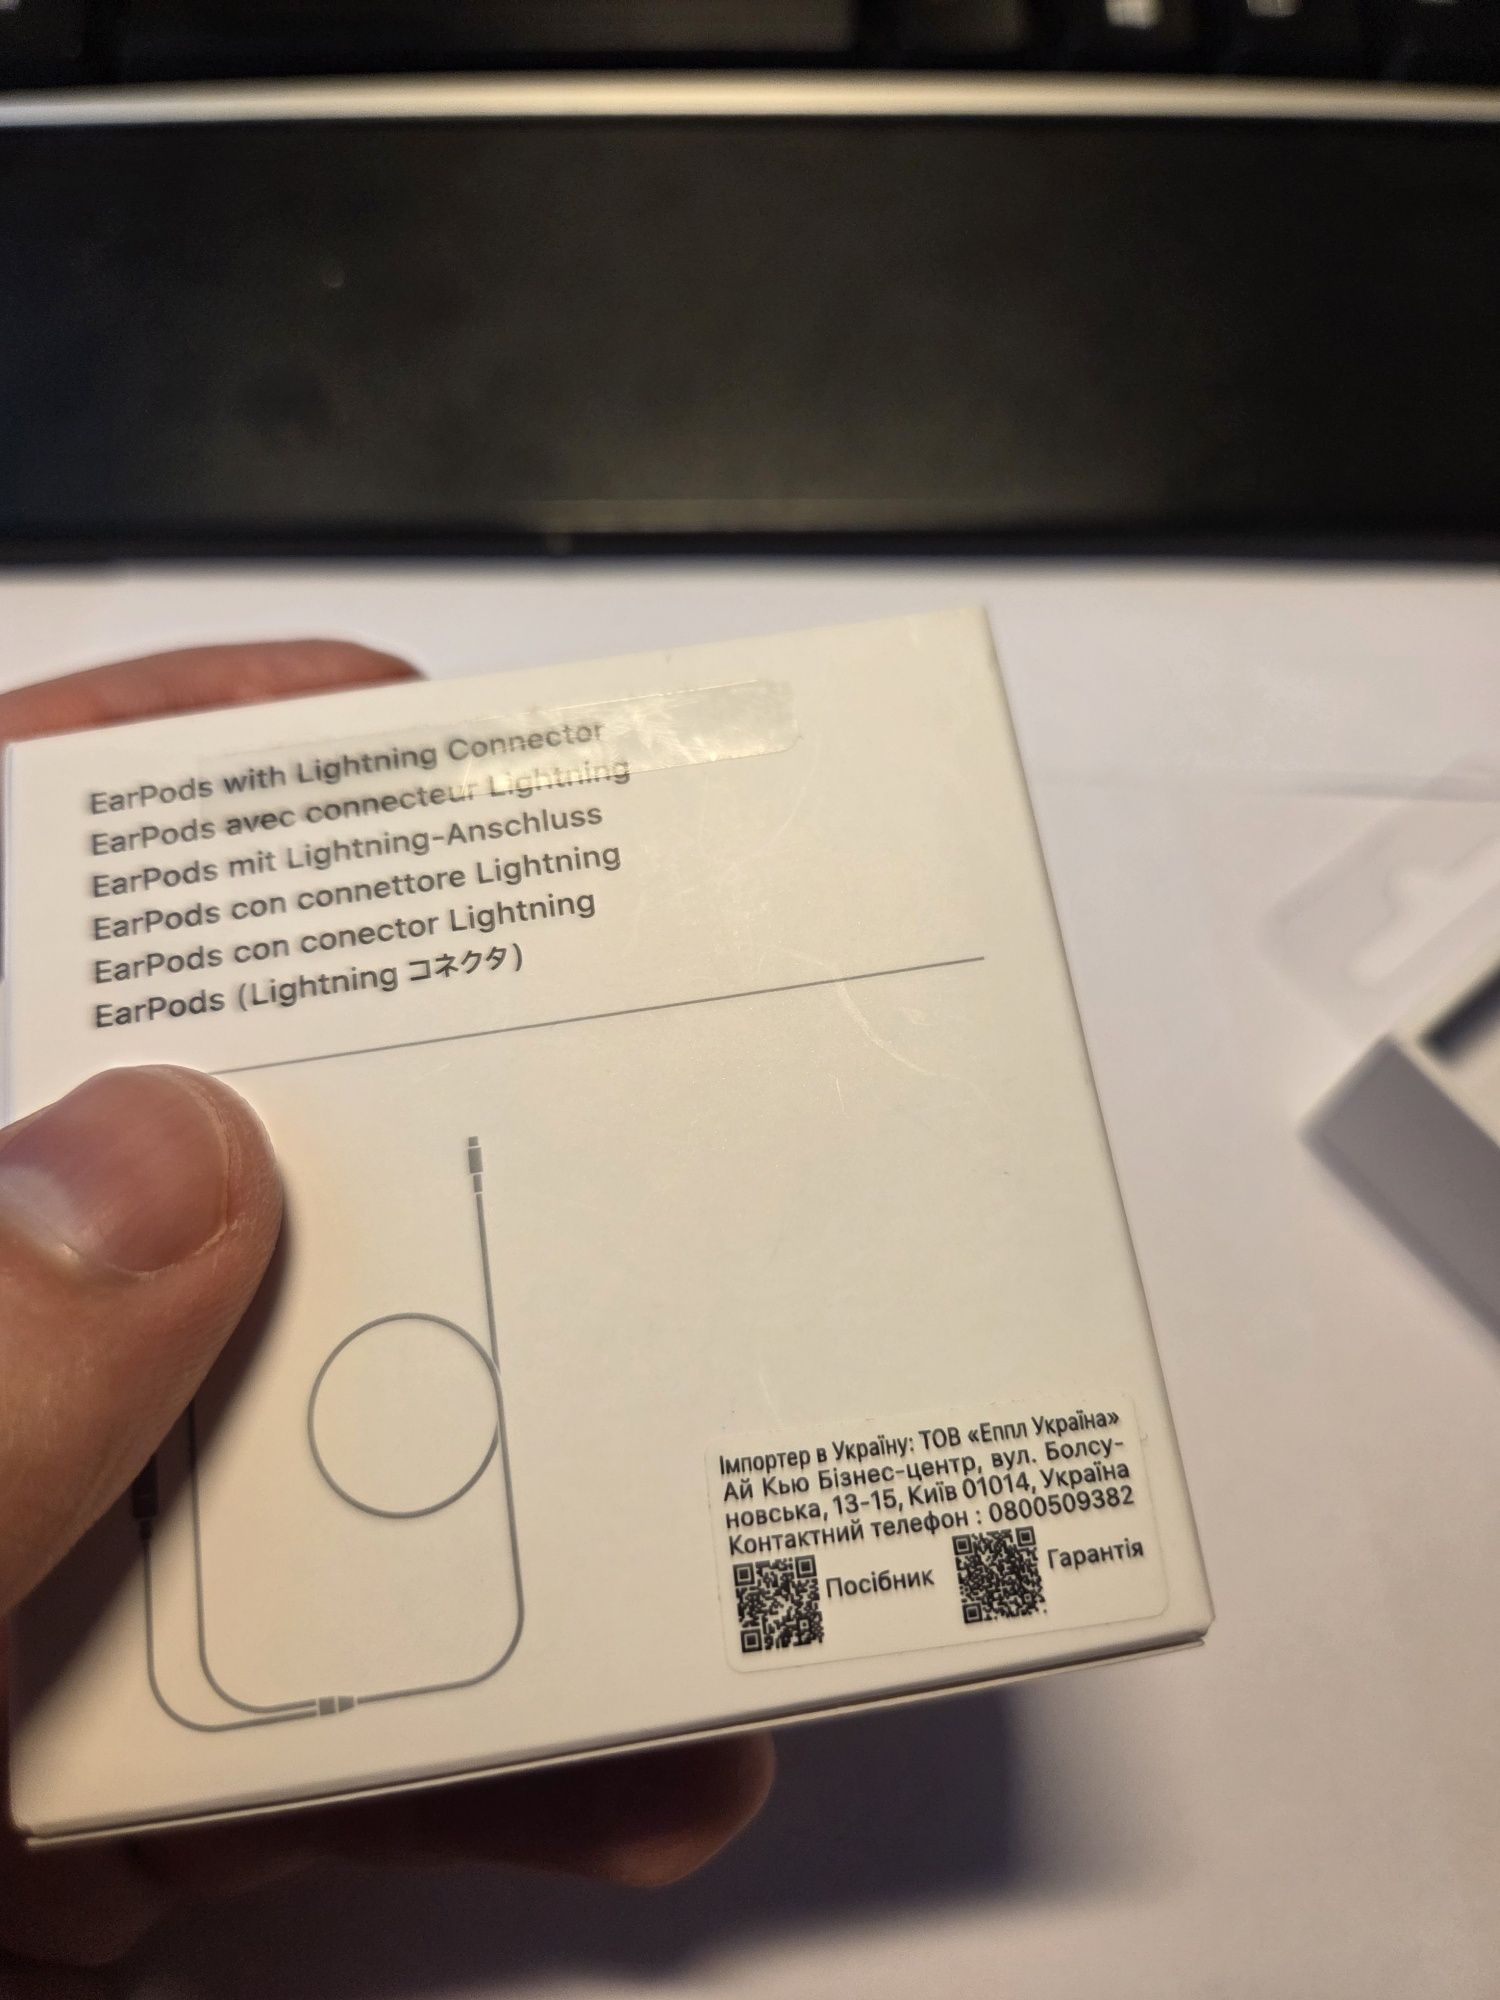 EarPods with Lightning Connector
EarPods avec connecteur Lightning
EarPods mit Lightning-Anschluss
EarPods con connettore Lightning
EarPods con conector Lightning
EarPods (Lightning コネクタ)
Імпортер в Україну: ТОВ «Еппл Україна»
Ай Кью Бізнес-центр, вул. Болсу-
новська, 13-15, Київ 01014, Україна
Контактний телефон : 0800509382
Посібник
Гарантія